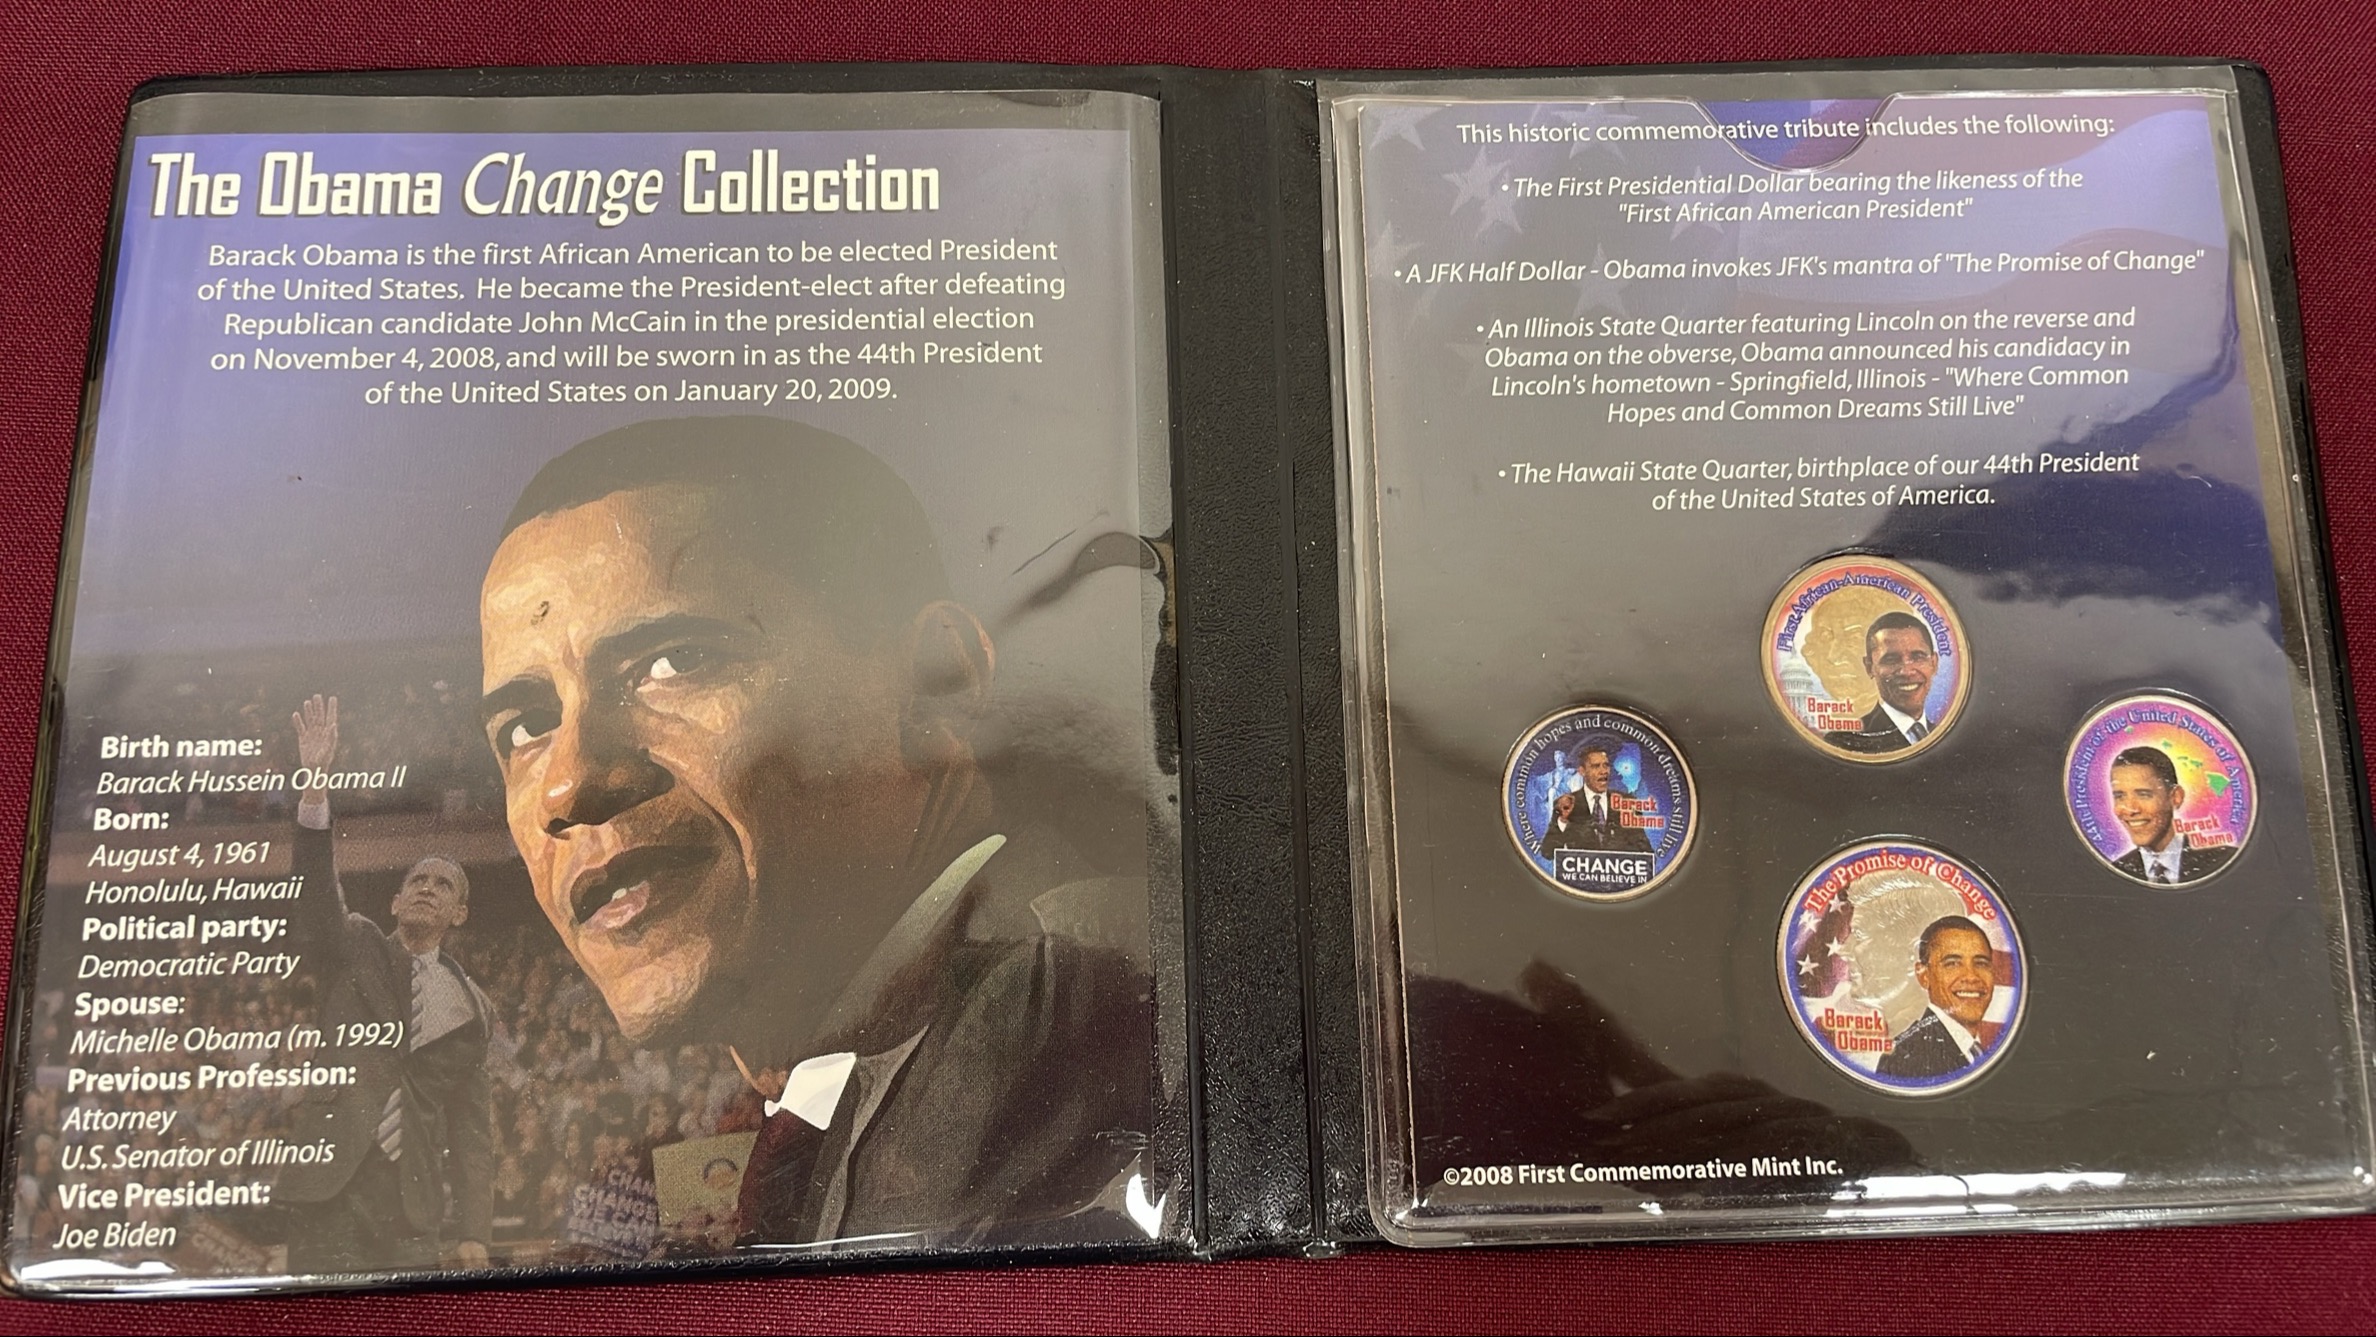 The Obama Change Collection
Barack Obama is the first African American to be elected President
of the United States. He became the President-elect after defeating
Republican candidate John McCain in the presidential election
on November 4, 2008, and will be sworn in as the 44th President
of the United States on January 20, 2009.
Birth name:
Barack Hussein Obama II
Born:
August 4, 1961
Honolulu, Hawaii
Political party:
Democratic Party
Spouse:
Michelle Obama (m. 1992)
Previous Profession:
Attorney
U.S. Senator of Illinois
Vice President:
Joe Biden
CHANGE
WE CAN
This historic commemorative tribute includes the following:
• The First Presidential Dollar bearing the likeness of the
"First African American President"
• A JFK Half Dollar - Obama invokes JFK's mantra of "The Promise of Change"
• An Illinois State Quarter featuring Lincoln on the reverse and
Obama on the obverse, Obama announced his candidacy in
Lincoln's hometown - Springfield, Illinois - "Where Common
Hopes and Common Dreams Still Live"
• The Hawaii State Quarter, birthplace of our 44th President
of the United States of America.
First African-American President
Barack
Obama
Where common hopes and common dreams still live
Barack
Obama
CHANGE
WE CAN BELIEVE IN
44th President of the United States of America
Barack
Obama
The Promise of Change
Barack
Obama
©2008 First Commemorative Mint Inc.